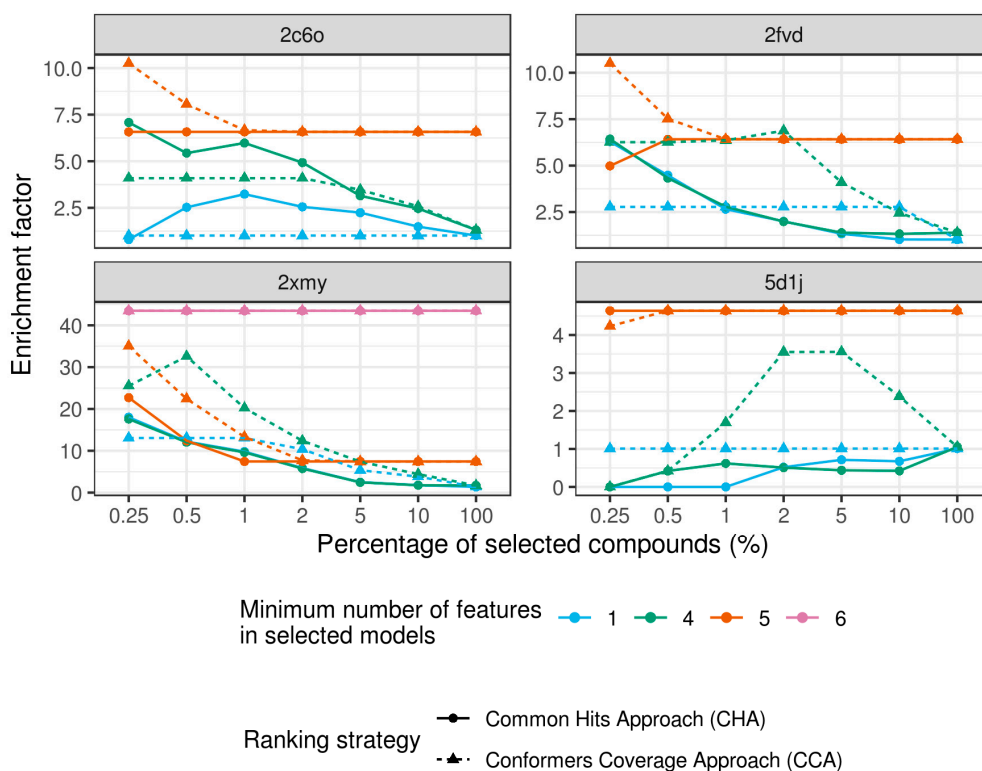 2c6o
2fvd
10.0
7.5
5.0
2.5
10.0
7.5
5.0
2.5
Enrichment factor
2xmy
5d1j
40
30
20
10
0
4
3
2
1
0
0.25 0.5 1 2 5 10 100
0.25 0.5 1 2 5 10 100
Percentage of selected compounds (%)
Minimum number of features
in selected models
1 4 5 6
Ranking strategy
Common Hits Approach (CHA)
Conformers Coverage Approach (CCA)